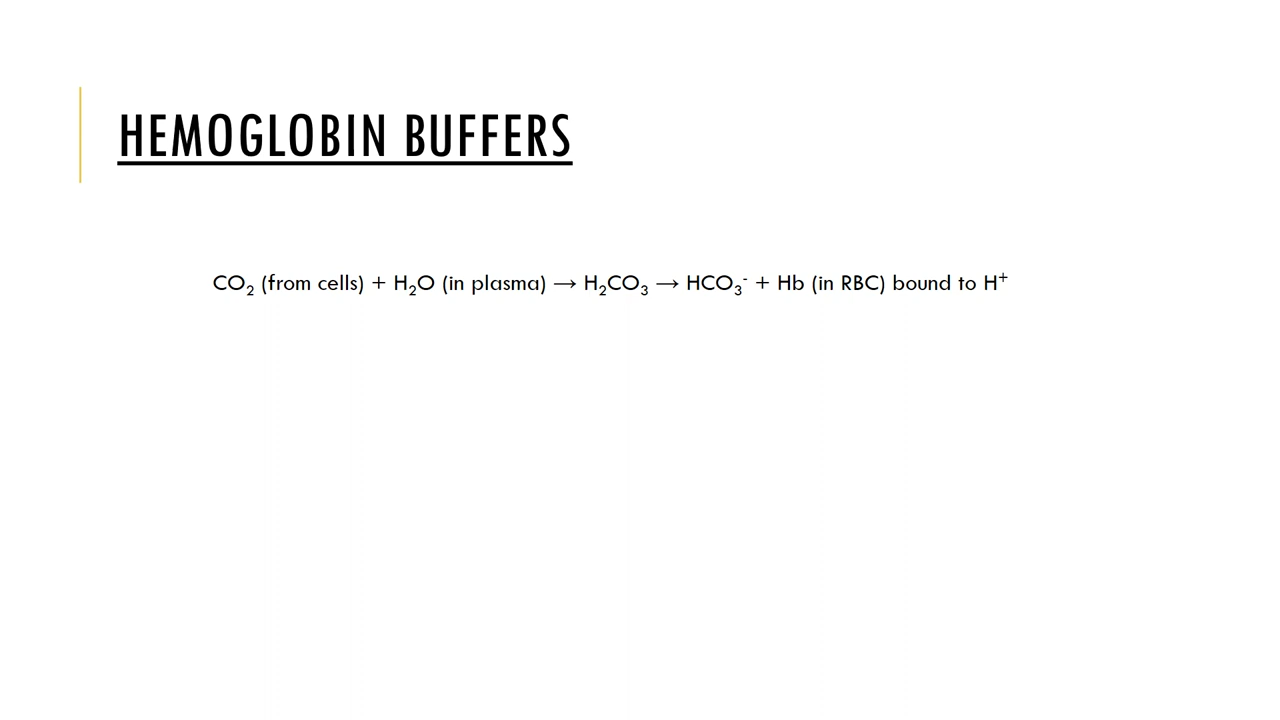 HEMOGLOBIN BUFFERS
CO₂ (from cells) + H₂O (in plasma) → H₂CO₃ → HCO₃⁻ + Hb (in RBC) bound to H⁺